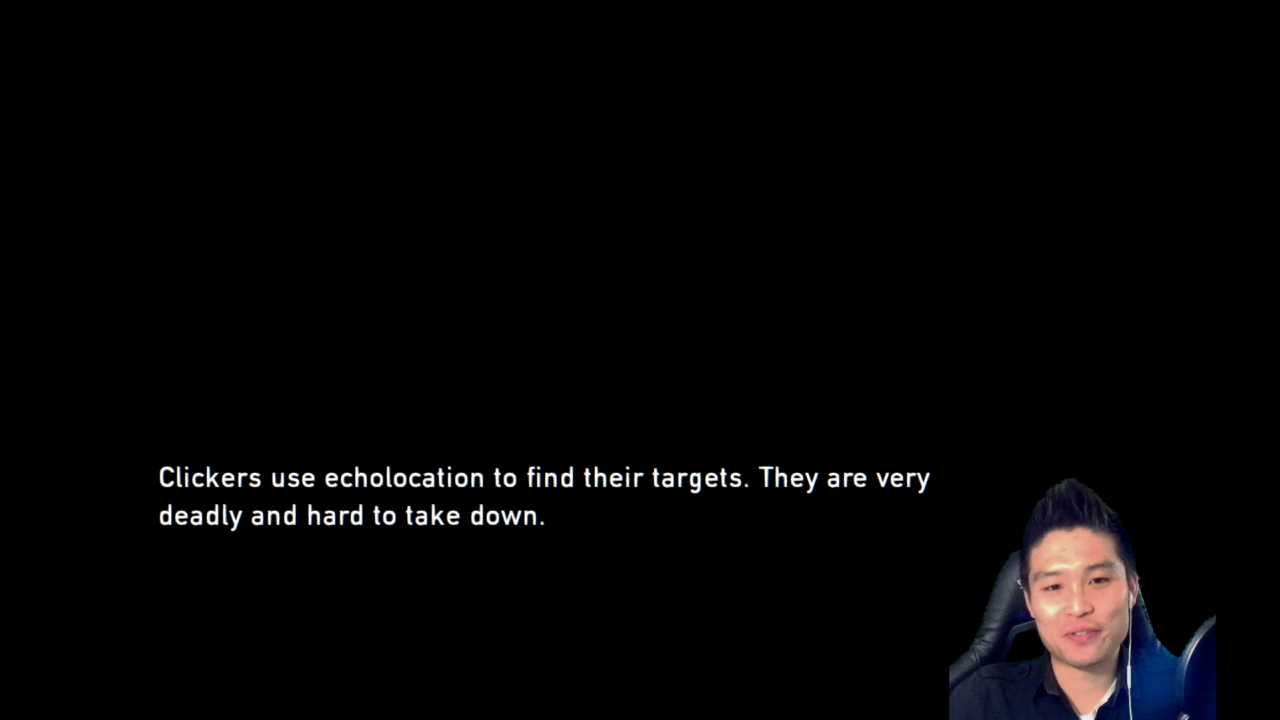 Clickers use echolocation to find their targets. They are very
deadly and hard to take down.